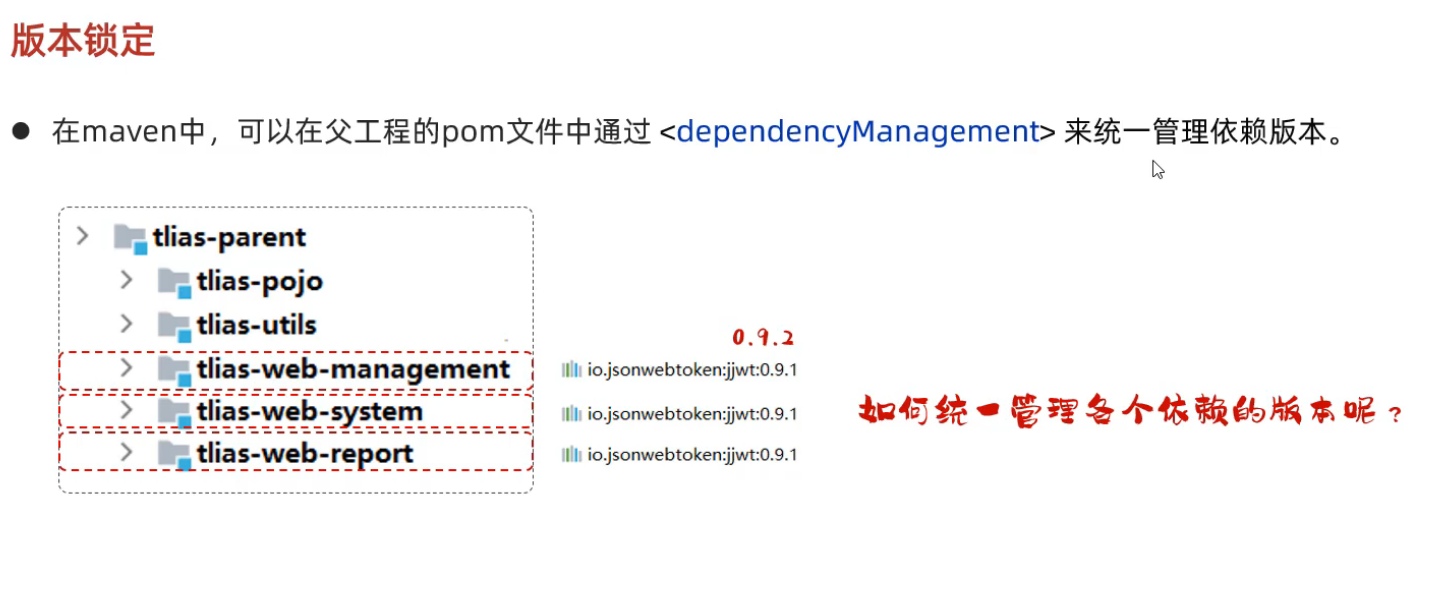 版本锁定
● 在maven中，可以在父工程的pom文件中通过 <dependencyManagement> 来统一管理依赖版本。
tlias-parent
tlias-pojo
tlias-utils
0.9.2
tlias-web-management io.jsonwebtoken:jjwt:0.9.1
tlias-web-system io.jsonwebtoken:jjwt:0.9.1
如何统一管理各个依赖的版本呢？
tlias-web-report io.jsonwebtoken:jjwt:0.9.1